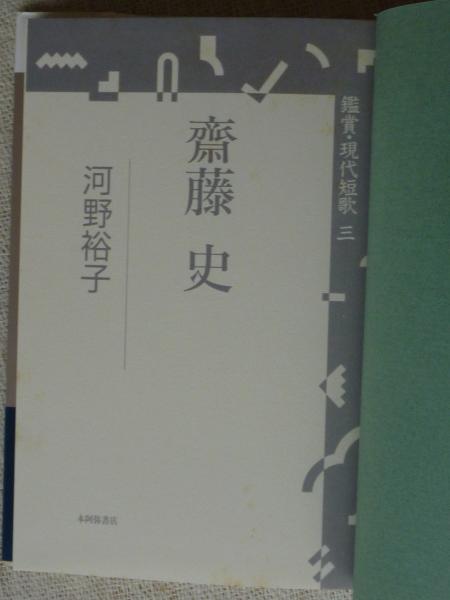 鑑賞・現代短歌 三
齋藤 史
河野裕子
本阿弥書店